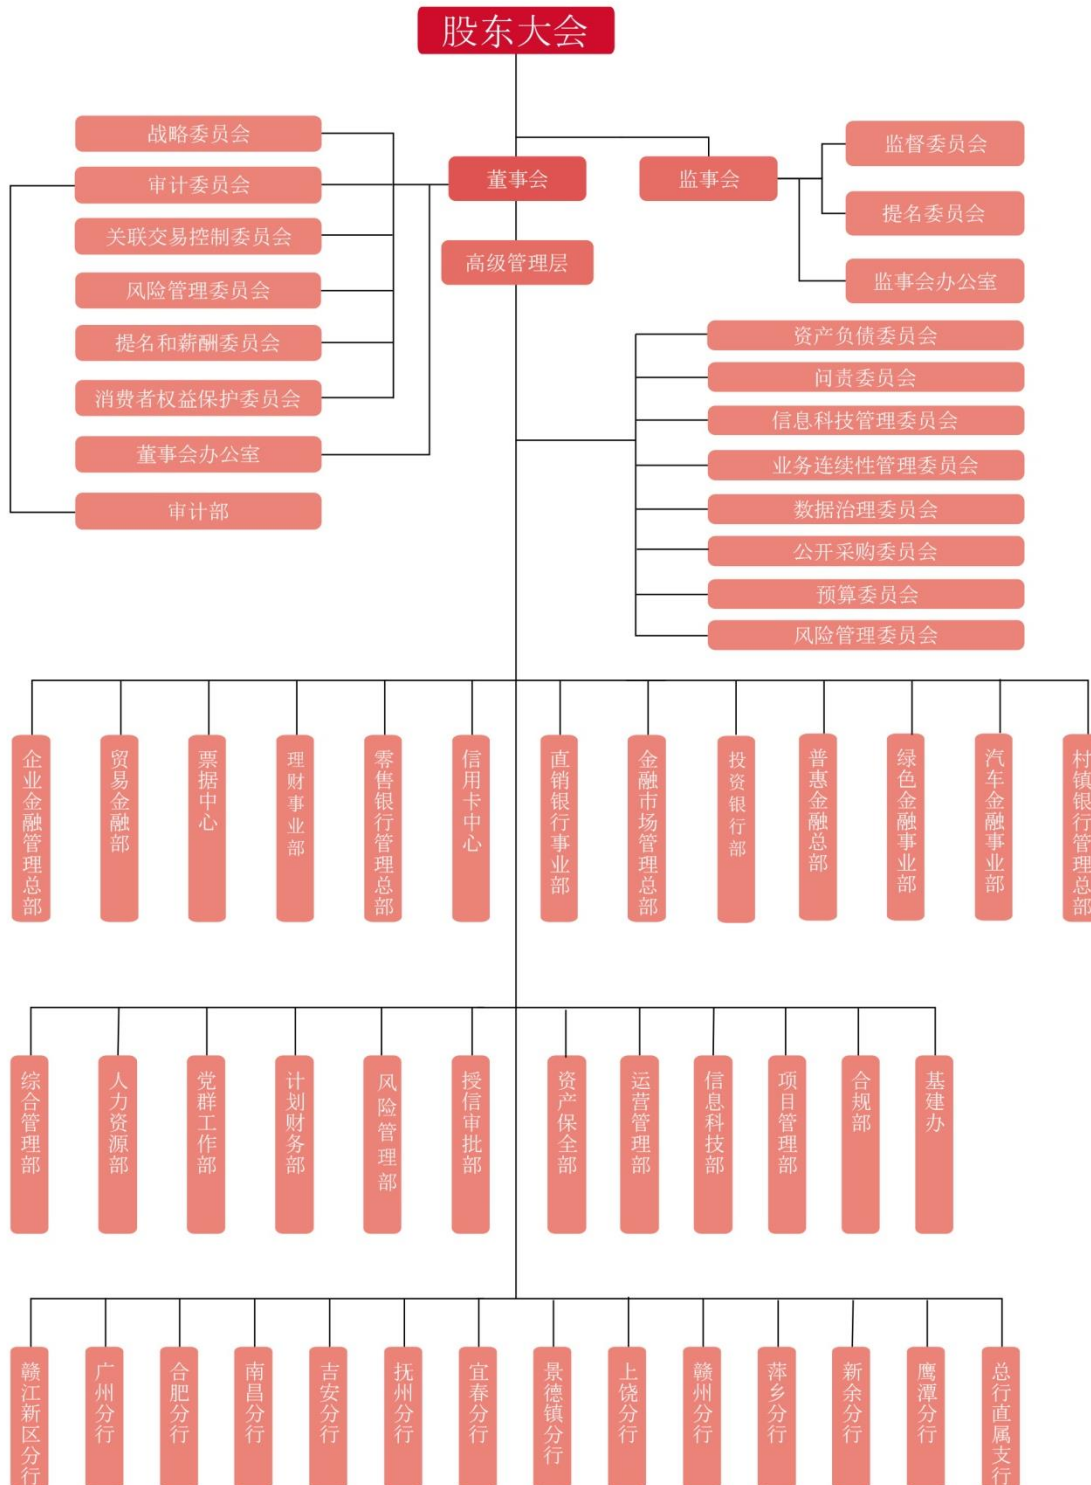 股东大会
董事会
监事会
高级管理层
战略委员会
审计委员会
关联交易控制委员会
风险管理委员会
提名和薪酬委员会
消费者权益保护委员会
董事会办公室
审计部
监督委员会
提名委员会
监事会办公室
资产负债委员会
问责委员会
信息科技管理委员会
业务连续性管理委员会
数据治理委员会
公开采购委员会
预算委员会
风险管理委员会
企业金融管理总部
贸易金融部
票据中心
理财事业部
零售银行管理总部
信用卡中心
直销银行事业部
金融市场管理总部
投资银行部
普惠金融总部
绿色金融事业部
汽车金融事业部
村镇银行管理总部
综合管理部
人力资源部
党群工作部
计划财务部
风险管理部
授信审批部
资产保全部
运营管理部
信息科技部
项目管理部
合规部
基建办
赣江新区分行
广州分行
合肥分行
南昌分行
吉安分行
抚州分行
宜春分行
景德镇分行
上饶分行
赣州分行
萍乡分行
新余分行
鹰潭分行
总行直属支行